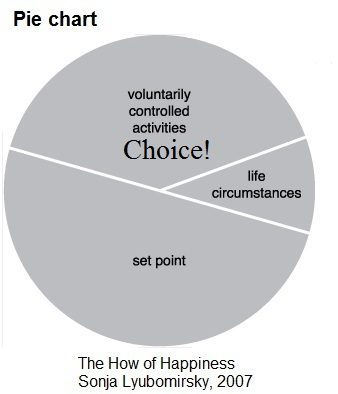 Pie chart
voluntarily
controlled
activities
Choice!
life
circumstances
set point
The How of Happiness
Sonja Lyubomirsky, 2007